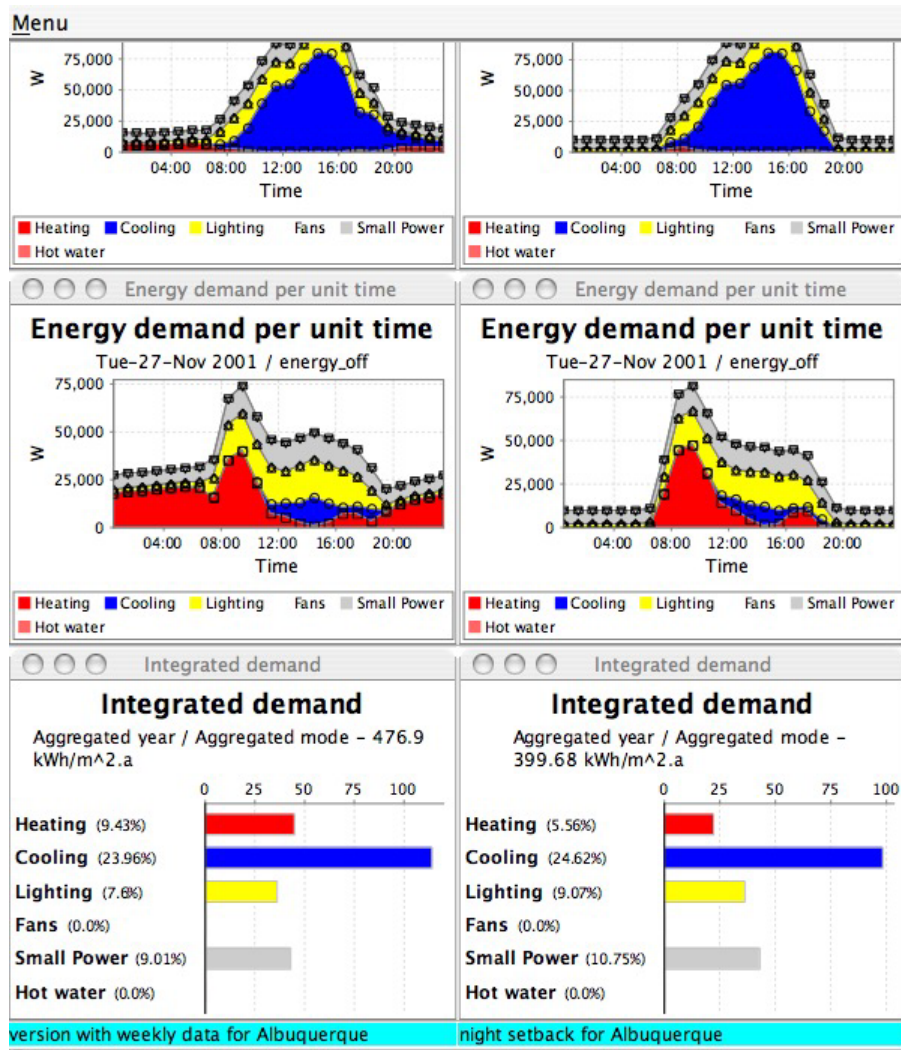 Menu
W
75,000
50,000
25,000
0
04:00 08:00 12:00 16:00 20:00
Time
Heating Cooling Lighting Fans Small Power
Hot water
W
75,000
50,000
25,000
0
04:00 08:00 12:00 16:00 20:00
Time
Heating Cooling Lighting Fans Small Power
Hot water
Energy demand per unit time
Energy demand per unit time
Tue-27-Nov 2001 / energy_off
W
75,000
50,000
25,000
0
04:00 08:00 12:00 16:00 20:00
Time
Heating Cooling Lighting Fans Small Power
Hot water
Energy demand per unit time
Energy demand per unit time
Tue-27-Nov 2001 / energy_off
W
75,000
50,000
25,000
0
04:00 08:00 12:00 16:00 20:00
Time
Heating Cooling Lighting Fans Small Power
Hot water
Integrated demand
Integrated demand
Aggregated year / Aggregated mode - 476.9
kWh/m^2.a
0 25 50 75 100
Heating (9.43%)
Cooling (23.96%)
Lighting (7.6%)
Fans (0.0%)
Small Power (9.01%)
Hot water (0.0%)
version with weekly data for Albuquerque
Integrated demand
Integrated demand
Aggregated year / Aggregated mode -
399.68 kWh/m^2.a
0 25 50 75 100
Heating (5.56%)
Cooling (24.62%)
Lighting (9.07%)
Fans (0.0%)
Small Power (10.75%)
Hot water (0.0%)
night setback for Albuquerque